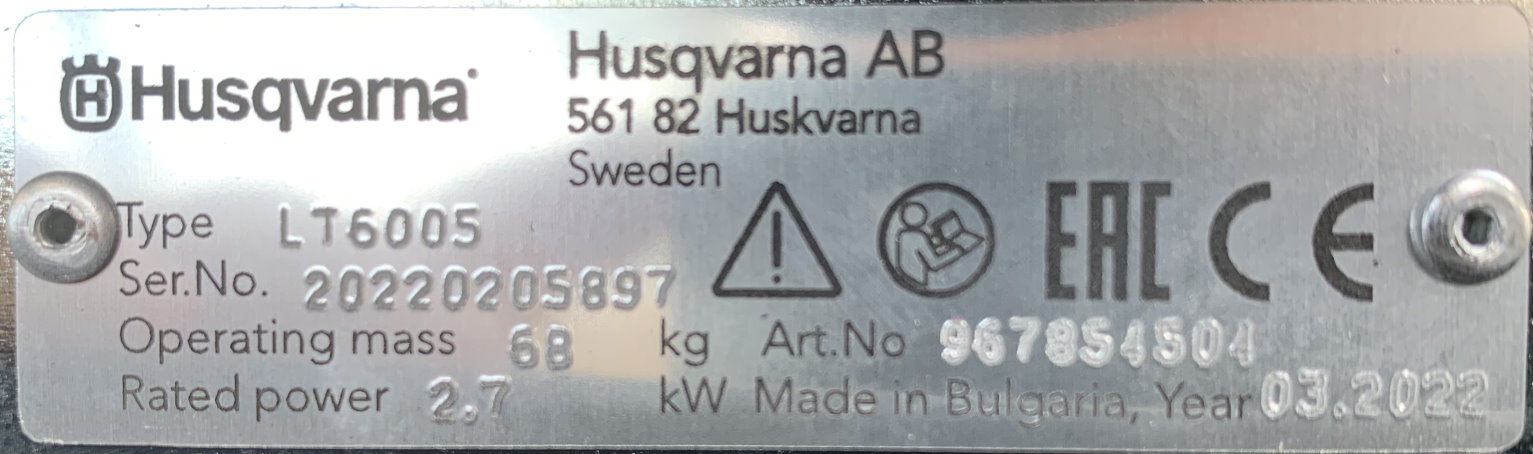 Husqvarna
Husqvarna AB
561 82 Huskvarna
Sweden
Type LT6005
Ser.No. 20220205897
Operating mass 68 kg Art.No 967854504
Rated power 2.7 kW Made in Bulgaria, Year 03.2022
EAC CE